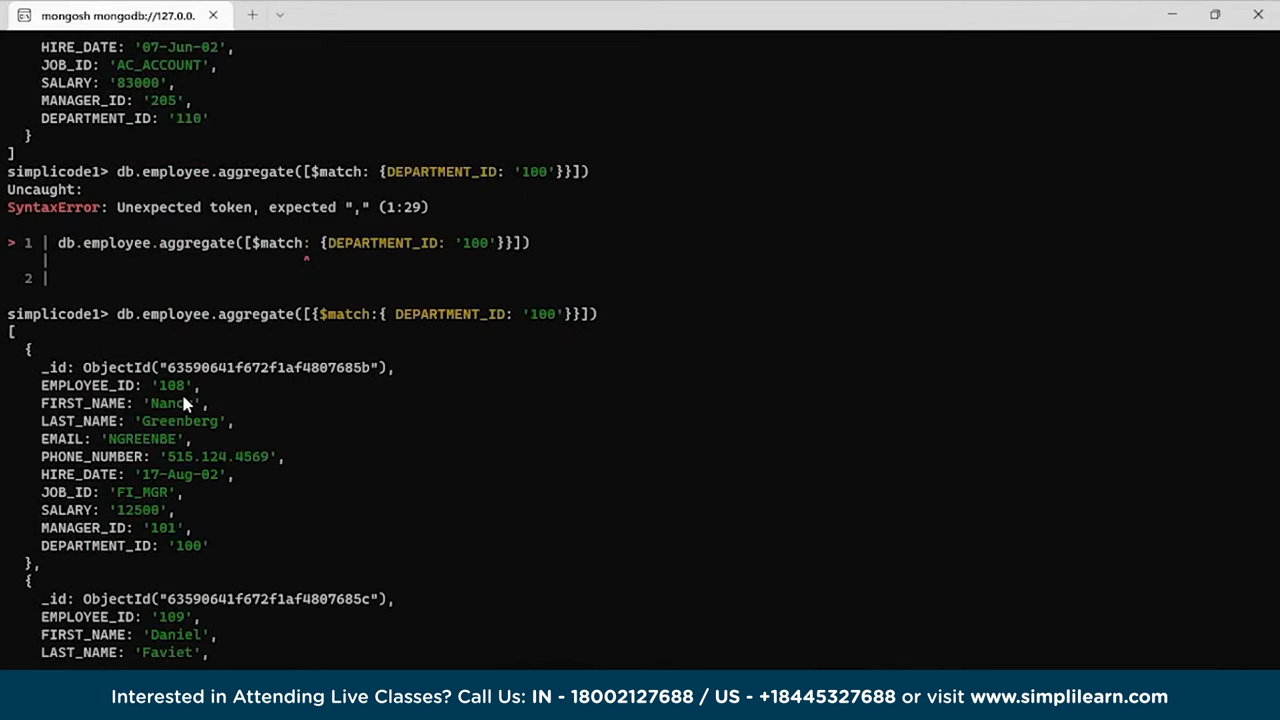 mongosh mongodb://127.0.0.
HIRE_DATE: '07-Jun-02',
JOB_ID: 'AC_ACCOUNT',
SALARY: '83000',
MANAGER_ID: '205',
DEPARTMENT_ID: '110'
}
]
simplicode1> db.employee.aggregate([$match: {DEPARTMENT_ID: '100'}}])
Uncaught:
SyntaxError: Unexpected token, expected "," (1:29)
> 1 | db.employee.aggregate([$match: {DEPARTMENT_ID: '100'}}])
| ^
2 |
simplicode1> db.employee.aggregate([{$match:{ DEPARTMENT_ID: '100'}}])
[
{
_id: ObjectId("63590641f672f1af4807685b"),
EMPLOYEE_ID: '108',
FIRST_NAME: 'Nancy',
LAST_NAME: 'Greenberg',
EMAIL: 'NGREENBE',
PHONE_NUMBER: '515.124.4569',
HIRE_DATE: '17-Aug-02',
JOB_ID: 'FI_MGR',
SALARY: '12500',
MANAGER_ID: '101',
DEPARTMENT_ID: '100'
},
{
_id: ObjectId("63590641f672f1af4807685c"),
EMPLOYEE_ID: '109',
FIRST_NAME: 'Daniel',
LAST_NAME: 'Faviet',
Interested in Attending Live Classes? Call Us: IN - 18002127688 / US - +18445327688 or visit www.simplilearn.com